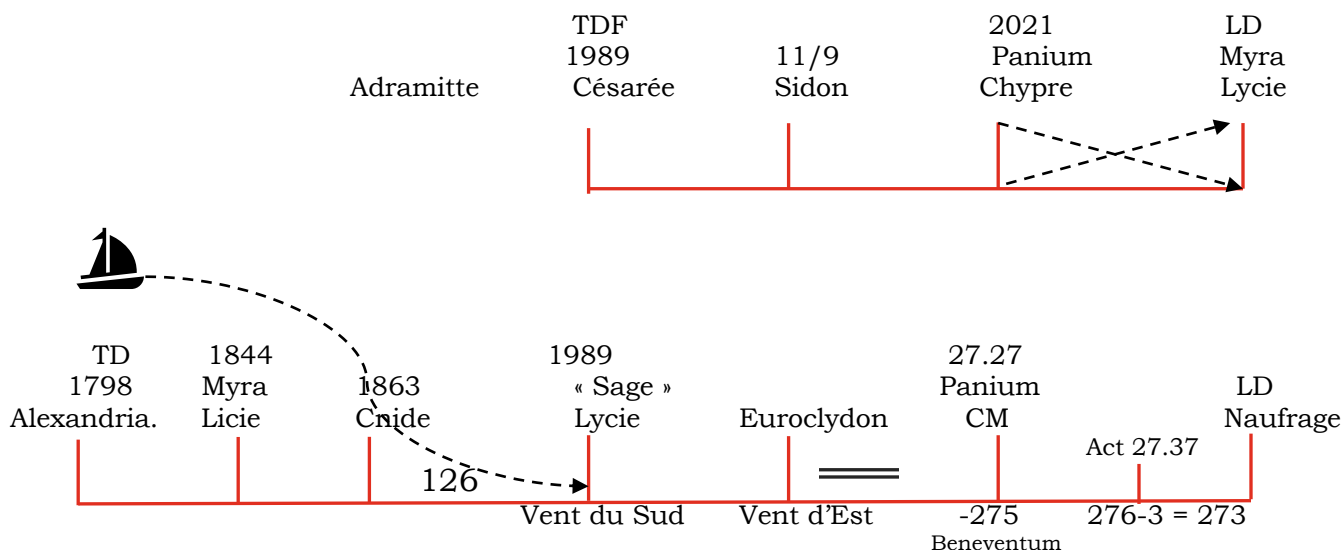 TDF
1989
Césarée
11/9
Sidon
2021
Panium
Chypre
LD
Myra
Lycie
Adramitte
TD
1798
Alexandria.
1844
Myra
Licie
1863
Cnide
1989
« Sage »
Lycie
Euroclydon
27.27
Panium
CM
Act 27.37
LD
Naufrage
126
Vent du Sud
Vent d’Est
-275
Beneventum
276-3 = 273